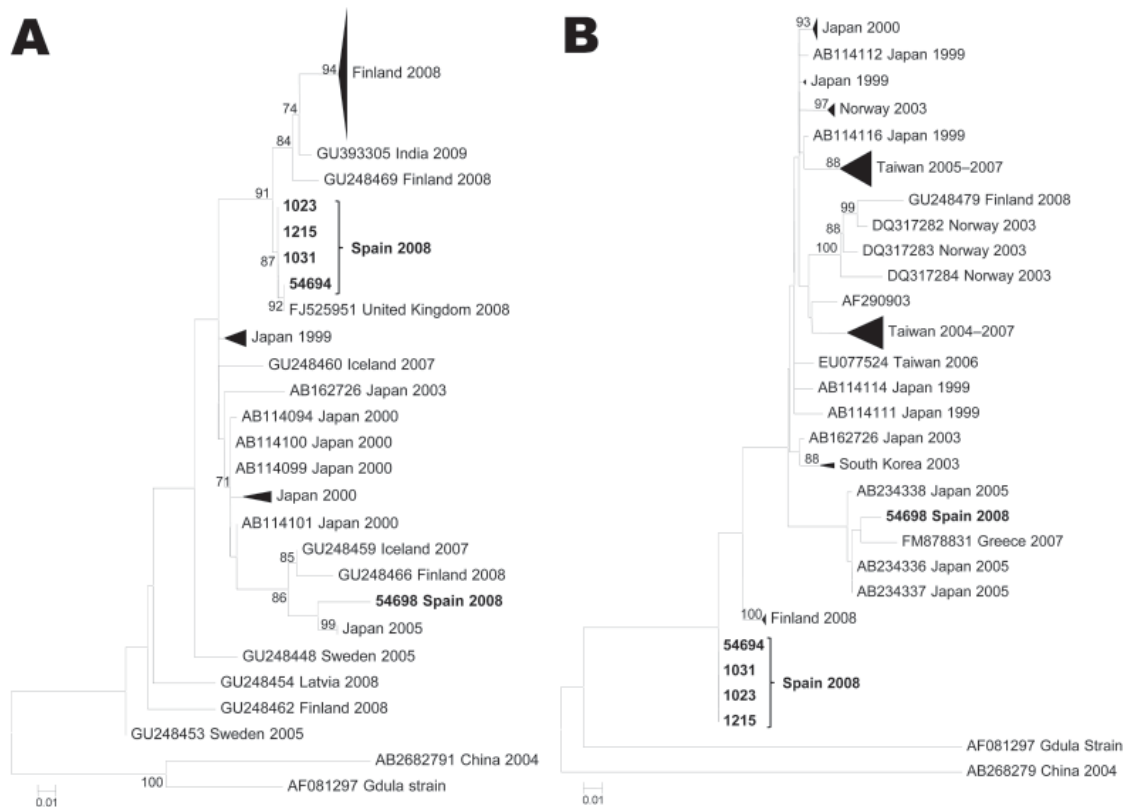 A
94 Finland 2008
74
84
GU393305 India 2009
GU248469 Finland 2008
91
1023
1215
Spain 2008
1031
87
54694
92
FJ525951 United Kingdom 2008
Japan 1999
GU248460 Iceland 2007
AB162726 Japan 2003
AB114094 Japan 2000
AB114100 Japan 2000
AB114099 Japan 2000
71
Japan 2000
AB114101 Japan 2000
GU248459 Iceland 2007
85
GU248466 Finland 2008
86
54698 Spain 2008
99
Japan 2005
GU248448 Sweden 2005
GU248454 Latvia 2008
GU248462 Finland 2008
GU248453 Sweden 2005
AB2682791 China 2004
100
AF081297 Gdula strain
0.01
B
93
Japan 2000
AB114112 Japan 1999
Japan 1999
97
Norway 2003
AB114116 Japan 1999
88
Taiwan 2005–2007
GU248479 Finland 2008
99
DQ317282 Norway 2003
88
100
DQ317283 Norway 2003
DQ317284 Norway 2003
AF290903
Taiwan 2004–2007
EU077524 Taiwan 2006
AB114114 Japan 1999
AB114111 Japan 1999
AB162726 Japan 2003
88
South Korea 2003
AB234338 Japan 2005
54698 Spain 2008
FM878831 Greece 2007
AB234336 Japan 2005
AB234337 Japan 2005
100
Finland 2008
54694
1031
Spain 2008
1023
1215
AF081297 Gdula Strain
AB268279 China 2004
0.01